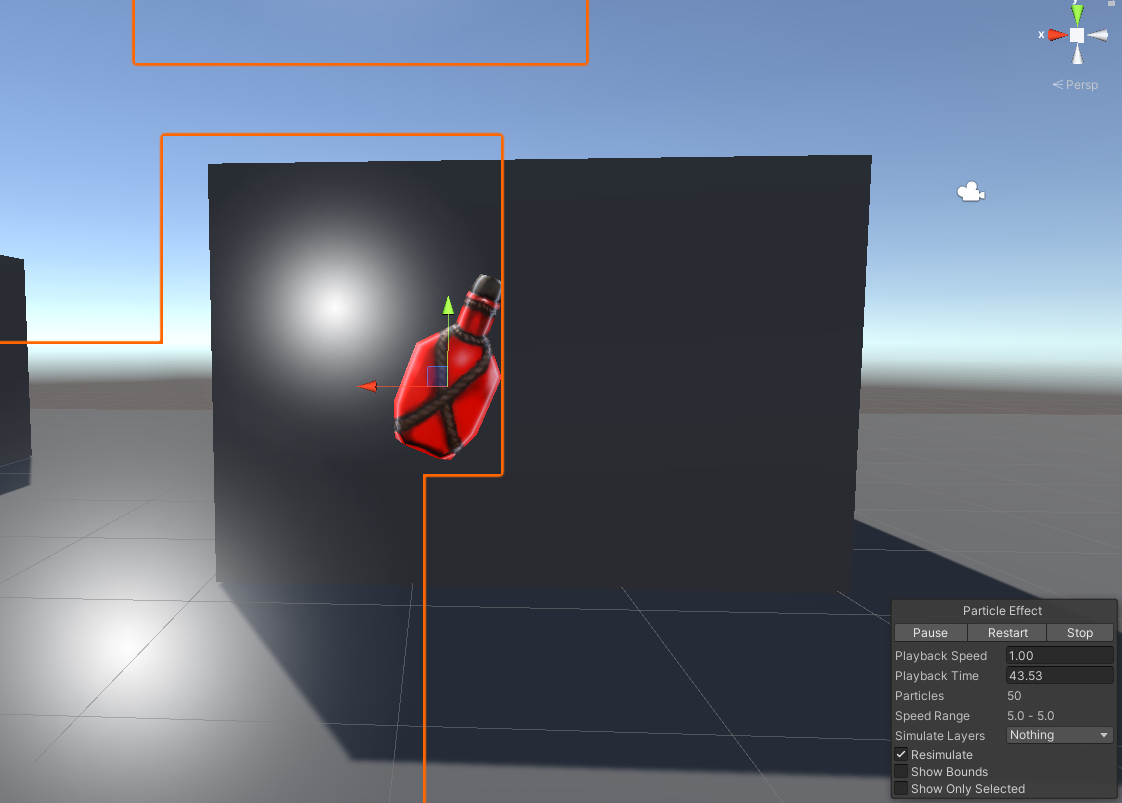 y
x
Persp
Particle Effect
Pause Restart Stop
Playback Speed 1.00
Playback Time 43.53
Particles 50
Speed Range 5.0 - 5.0
Simulate Layers Nothing
Resimulate
Show Bounds
Show Only Selected